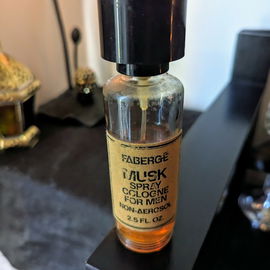 FABERGÉ
MUSK
SPRAY
COLOGNE
FOR MEN
NON-AEROSOL
2.5 FL. OZ.